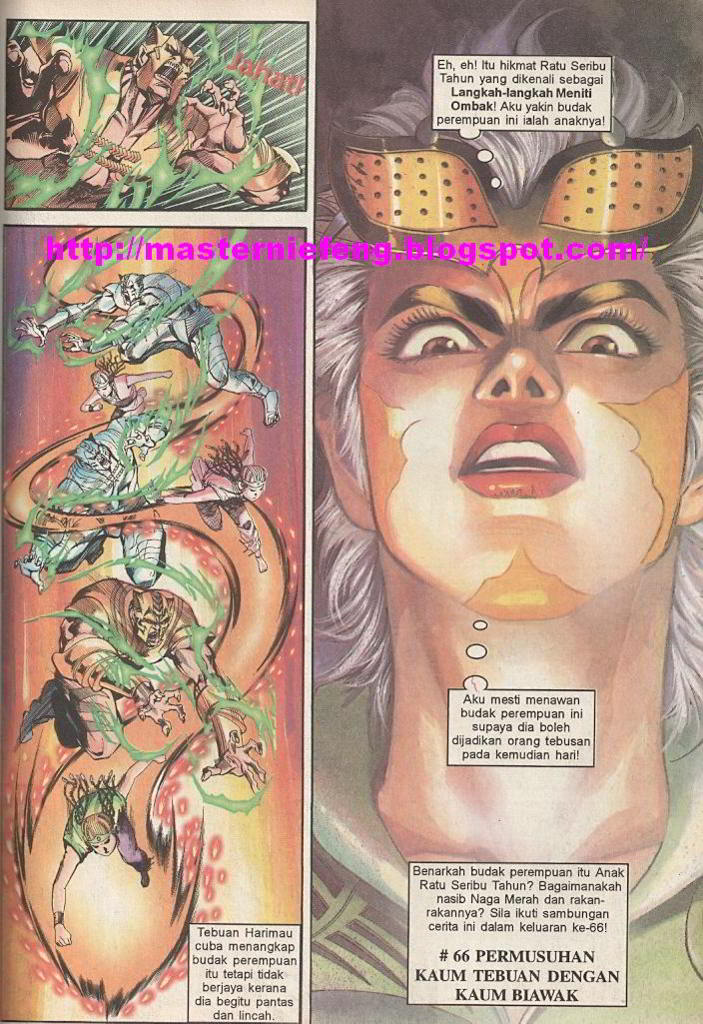 Jahat!
http://masterniefeng.blogspot.com/
Tebuan Harimau
cuba menangkap
budak perempuan
itu tetapi tidak
berjaya kerana
dia begitu pantas
dan lincah.
Eh, eh! Itu hikmat Ratu Seribu
Tahun yang dikenali sebagai
Langkah-langkah Meniti
Ombak! Aku yakin budak
perempuan ini ialah anaknya!
Aku mesti menawan
budak perempuan ini
supaya dia boleh
dijadikan orang tebusan
pada kemudian hari!
Benarkah budak perempuan itu Anak
Ratu Seribu Tahun? Bagaimanakah
nasib Naga Merah dan rakan-
rakannya? Sila ikuti sambungan
cerita ini dalam keluaran ke-66!
# 66 PERMUSUHAN
KAUM TEBUAN DENGAN
KAUM BIAWAK